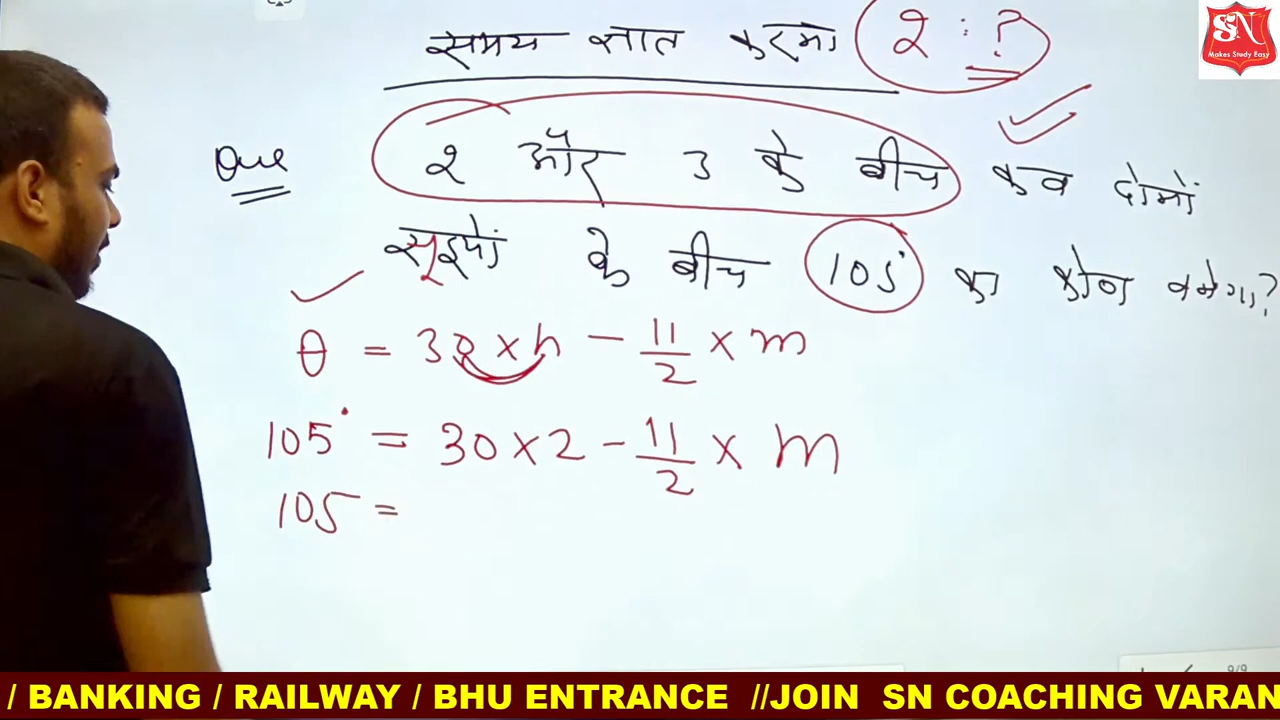 SN
Makes Study Easy
समय ज्ञात करना 2 : ?
Que 2 और 3 के बीच कब दोनों
सूइयों के बीच 105° का कोण बनेगा?
θ = 30 × h - 11/2 × m
105° = 30 × 2 - 11/2 × m
105 =
/ BANKING / RAILWAY / BHU ENTRANCE //JOIN SN COACHING VARAN